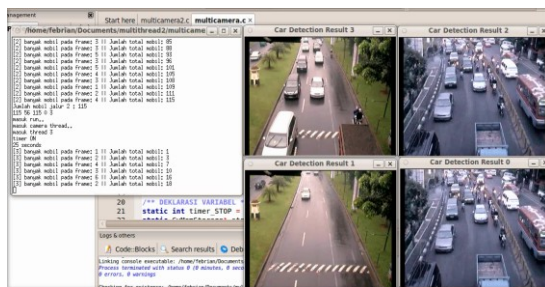 anagement
Start here
multicamera2.c
multicamera.c
/home/febrian/Documents/multithread2/multicame
[2] banyak mobil pada frame: 3 !! Jumlah total mobil: 85
[2] banyak mobil pada frame: 3 !! Jumlah total mobil: 88
[2] banyak mobil pada frame: 3 !! Jumlah total mobil: 93
[2] banyak mobil pada frame: 3 !! Jumlah total mobil: 96
[2] banyak mobil pada frame: 5 !! Jumlah total mobil: 101
[2] banyak mobil pada frame: 4 !! Jumlah total mobil: 105
[2] banyak mobil pada frame: 3 !! Jumlah total mobil: 108
[2] banyak mobil pada frame: 1 !! Jumlah total mobil: 109
[2] banyak mobil pada frame: 2 !! Jumlah total mobil: 111
[2] banyak mobil pada frame: 4 !! Jumlah total mobil: 115
Jumlah mobil jalur 2 : 115
115 56 115 0 3
masuk run..
masuk camera thread..
masuk thread 3
timer ON
25 seconds
[3] banyak mobil pada frame: 1 !! Jumlah total mobil: 1
[3] banyak mobil pada frame: 2 !! Jumlah total mobil: 3
[3] banyak mobil pada frame: 4 !! Jumlah total mobil: 7
[3] banyak mobil pada frame: 3 !! Jumlah total mobil: 10
[3] banyak mobil pada frame: 6 !! Jumlah total mobil: 16
[3] banyak mobil pada frame: 2 !! Jumlah total mobil: 18
20 /** DEKLARASI VARIABEL *
21 static int timer_STOP =
22
Logs & others
Code::Blocks
Search results
Linking console executable: /home/febrian/Documents
Process terminated with status 0 (0 minutes, 0 secon
0 errors, 0 warnings
Car Detection Result 3
Car Detection Result 2
Car Detection Result 1
Car Detection Result 0